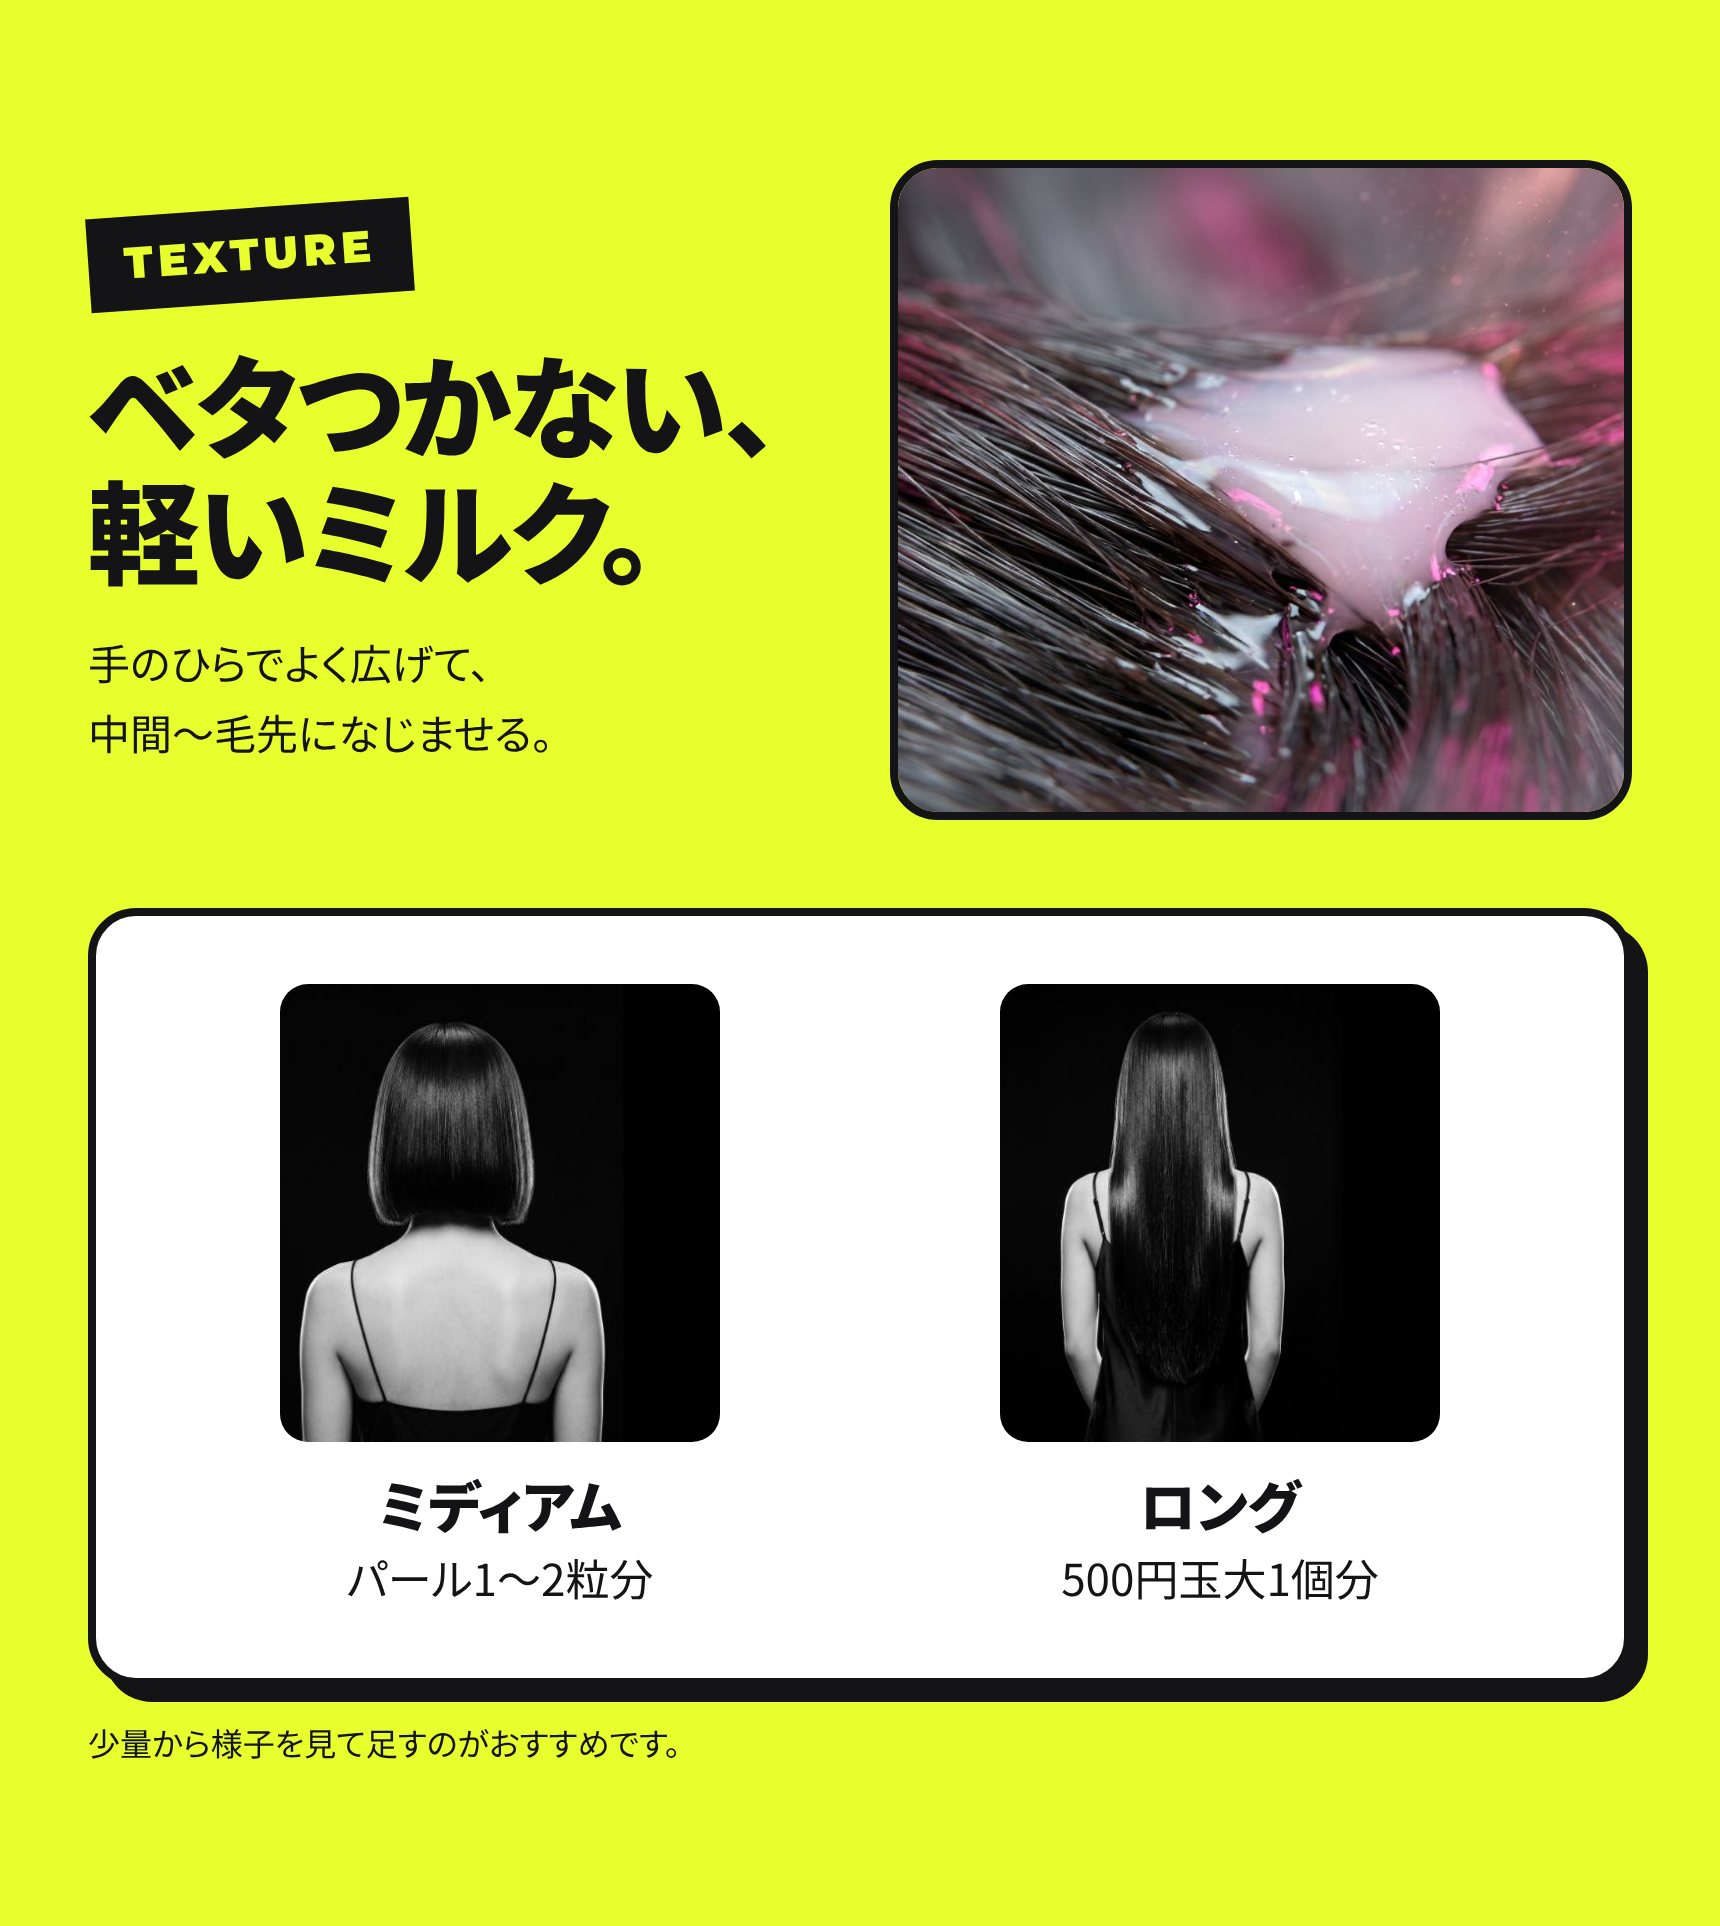 TEXTURE
ベタつかない、
軽いミルク。
手のひらでよく広げて、
中間〜毛先になじませる。
ミディアム
パール1〜2粒分
ロング
500円玉大1個分
少量から様子を見て足すのがおすすめです。